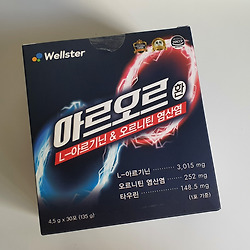 Wellster
아르오르 환
L-아르기닌 & 오르니틴 염산염
L-아르기닌 3,015 mg
오르니틴 염산염 252 mg
타우린 148.5 mg
(1포 기준)
4.5 g x 30포 (135 g)